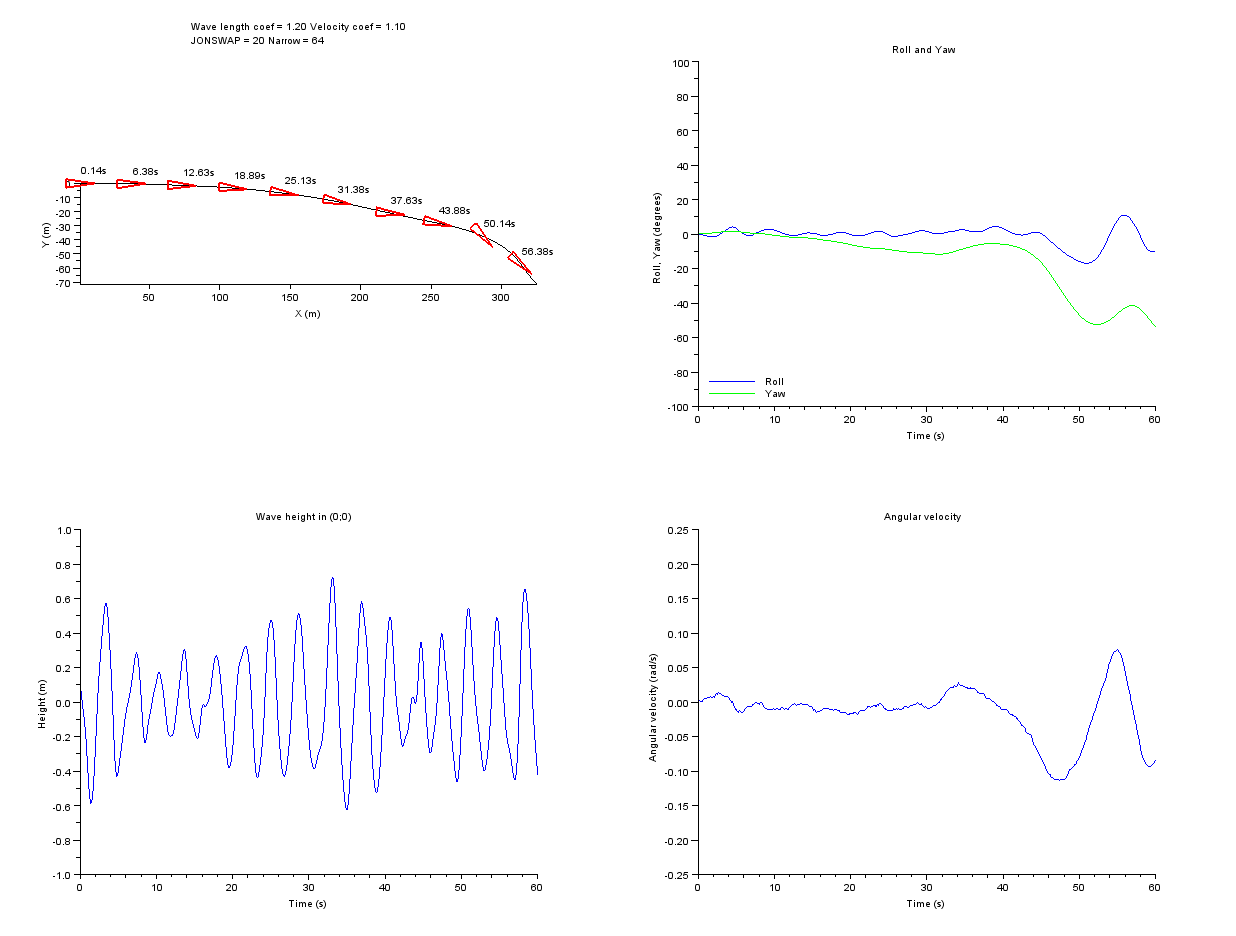 Wave length coef = 1.20 Velocity coef = 1.10
JONSWAP = 20 Narrow = 64
0.14s
6.38s
12.63s
18.89s
25.13s
31.38s
37.63s
43.88s
50.14s
56.38s
-10
-20
-30
-40
-50
-60
-70
Y (m)
50
100
150
200
250
300
X (m)
Roll and Yaw
100
80
60
40
20
0
-20
-40
-60
-80
-100
Roll, Yaw (degrees)
Roll
Yaw
0
10
20
30
40
50
60
Time (s)
Wave height in (0;0)
1.0
0.8
0.6
0.4
0.2
0.0
-0.2
-0.4
-0.6
-0.8
-1.0
Height (m)
0
10
20
30
40
50
60
Time (s)
Angular velocity
0.25
0.20
0.15
0.10
0.05
0.00
-0.05
-0.10
-0.15
-0.20
-0.25
Angular velocity (rad/s)
0
10
20
30
40
50
60
Time (s)